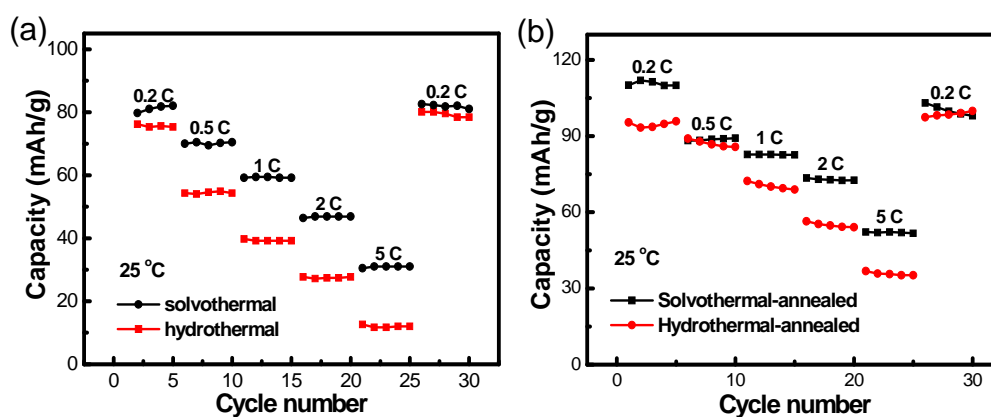 (a)
Capacity (mAh/g)
100
80
60
40
20
0
0.2 C
0.5 C
1 C
2 C
5 C
0.2 C
25 °C
solvothermal
hydrothermal
0 5 10 15 20 25 30
Cycle number
(b)
Capacity (mAh/g)
120
90
60
30
0
0.2 C
0.5 C
1 C
2 C
5 C
0.2 C
25 °C
Solvothermal-annealed
Hydrothermal-annealed
0 10 20 30
Cycle number